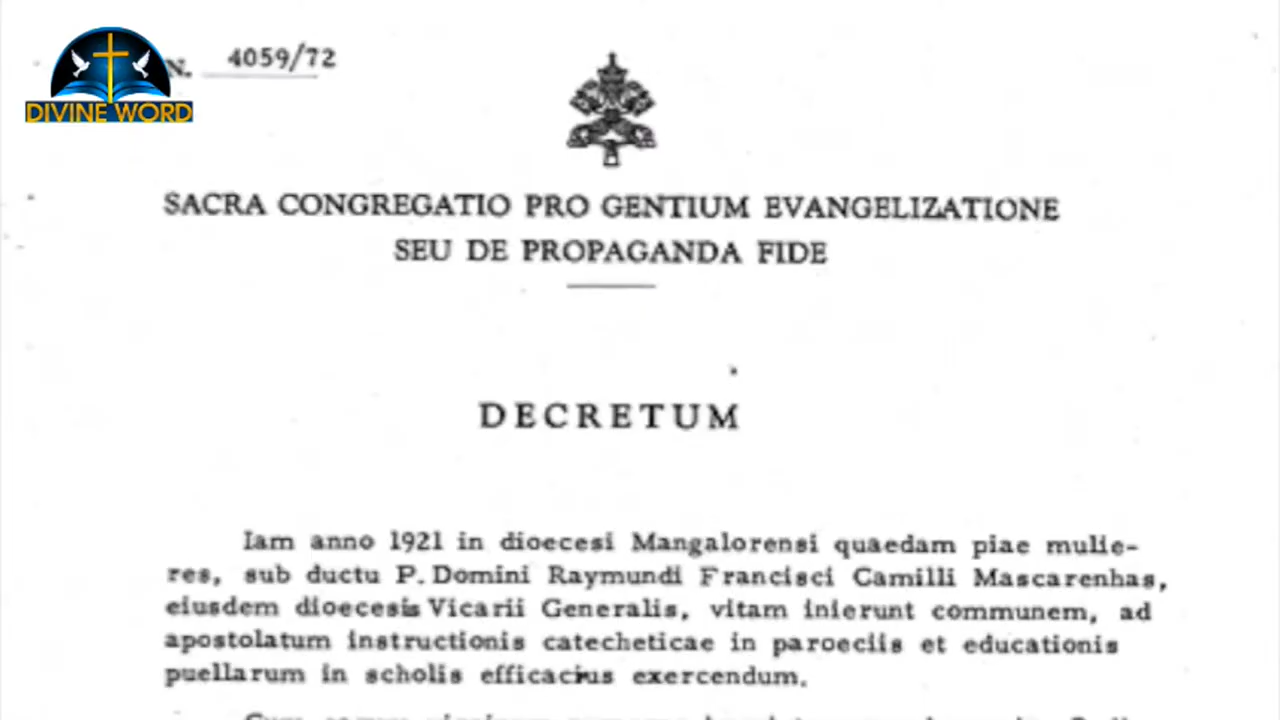 N. 4059/72
DIVINE WORD
SACRA CONGREGATIO PRO GENTIUM EVANGELIZATIONE
SEU DE PROPAGANDA FIDE
DECRETUM
Iam anno 1921 in dioecesi Mangalorensi quaedam piae mulie-
res, sub ductu P. Domini Raymundi Francisci Camilli Mascarenhas,
eiusdem dioecesis Vicarii Generalis, vitam inierunt communem, ad
apostolatum instructionis catecheticae in paroeciis et educationis
puellarum in scholis efficacius exercendum.